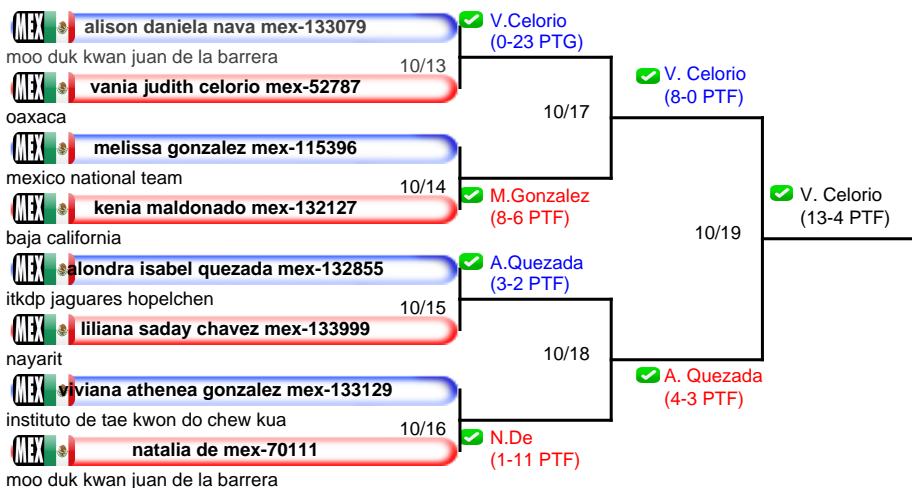 MEX alison daniela nava mex-133079
moo duk kwan juan de la barrera
10/13
MEX vania judith celorio mex-52787
oaxaca
V.Celorio
(0-23 PTG)
MEX melissa gonzalez mex-115396
mexico national team
10/14
MEX kenia maldonado mex-132127
baja california
M.Gonzalez
(8-6 PTF)
10/17
V. Celorio
(8-0 PTF)
MEX alondra isabel quezada mex-132855
itkdp jaguares hopelchen
10/15
MEX liliana saday chavez mex-133999
nayarit
A.Quezada
(3-2 PTF)
MEX viviana athenea gonzalez mex-133129
instituto de tae kwon do chew kua
10/16
MEX natalia de mex-70111
moo duk kwan juan de la barrera
N.De
(1-11 PTF)
10/18
A. Quezada
(4-3 PTF)
10/19
V. Celorio
(13-4 PTF)